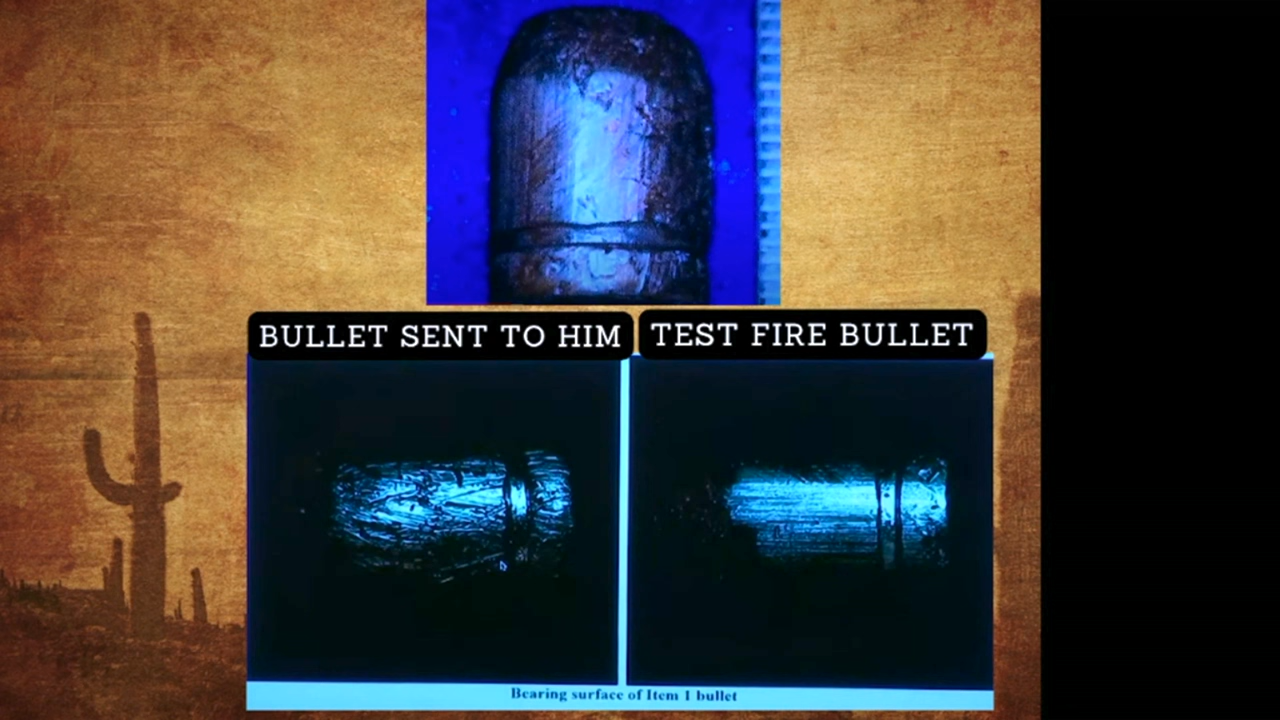 BULLET SENT TO HIM
TEST FIRE BULLET
Bearing surface of Item 1 bullet